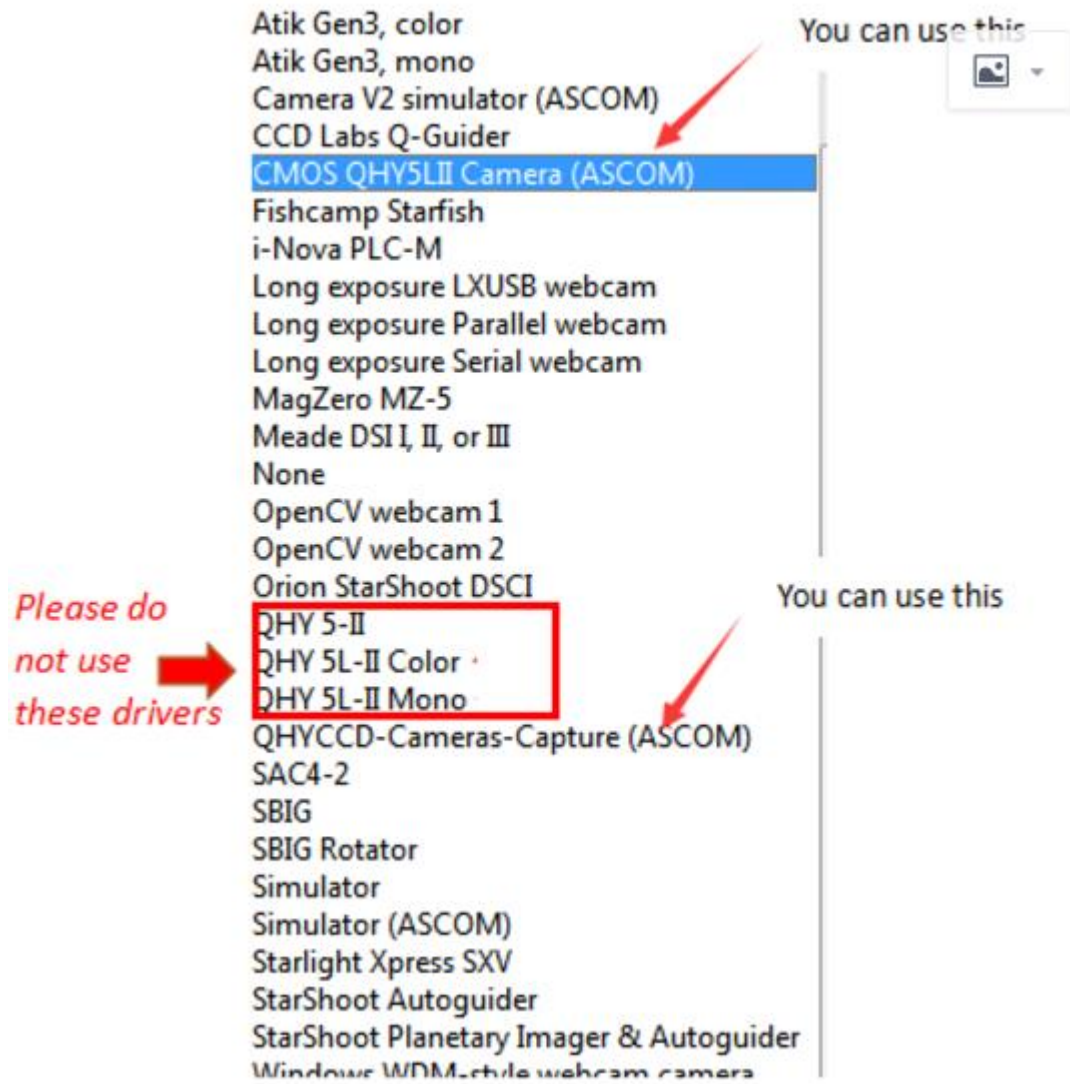 Atik Gen3, color
You can use this
Atik Gen3, mono
Camera V2 simulator (ASCOM)
CCD Labs Q-Guider
CMOS QHY5LII Camera (ASCOM)
Fishcamp Starfish
i-Nova PLC-M
Long exposure LXUSB webcam
Long exposure Parallel webcam
Long exposure Serial webcam
MagZero MZ-5
Meade DSI I, II, or III
None
OpenCV webcam 1
OpenCV webcam 2
Orion StarShoot DSCI
You can use this
Please do
not use
these drivers
QHY 5-II
QHY 5L-II Color
QHY 5L-II Mono
QHYCCD-Cameras-Capture (ASCOM)
SAC4-2
SBIG
SBIG Rotator
Simulator
Simulator (ASCOM)
Starlight Xpress SXV
StarShoot Autoguider
StarShoot Planetary Imager & Autoguider
Windows WDM-style webcam camera